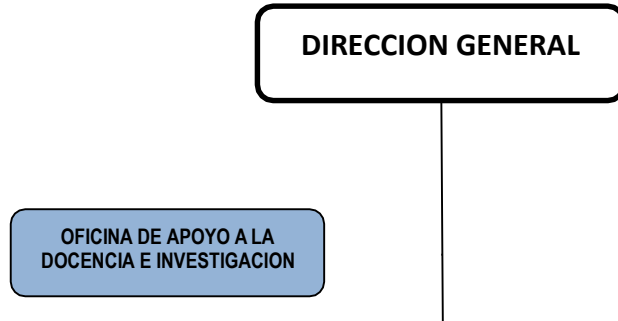 DIRECCION GENERAL
OFICINA DE APOYO A LA
DOCENCIA E INVESTIGACION